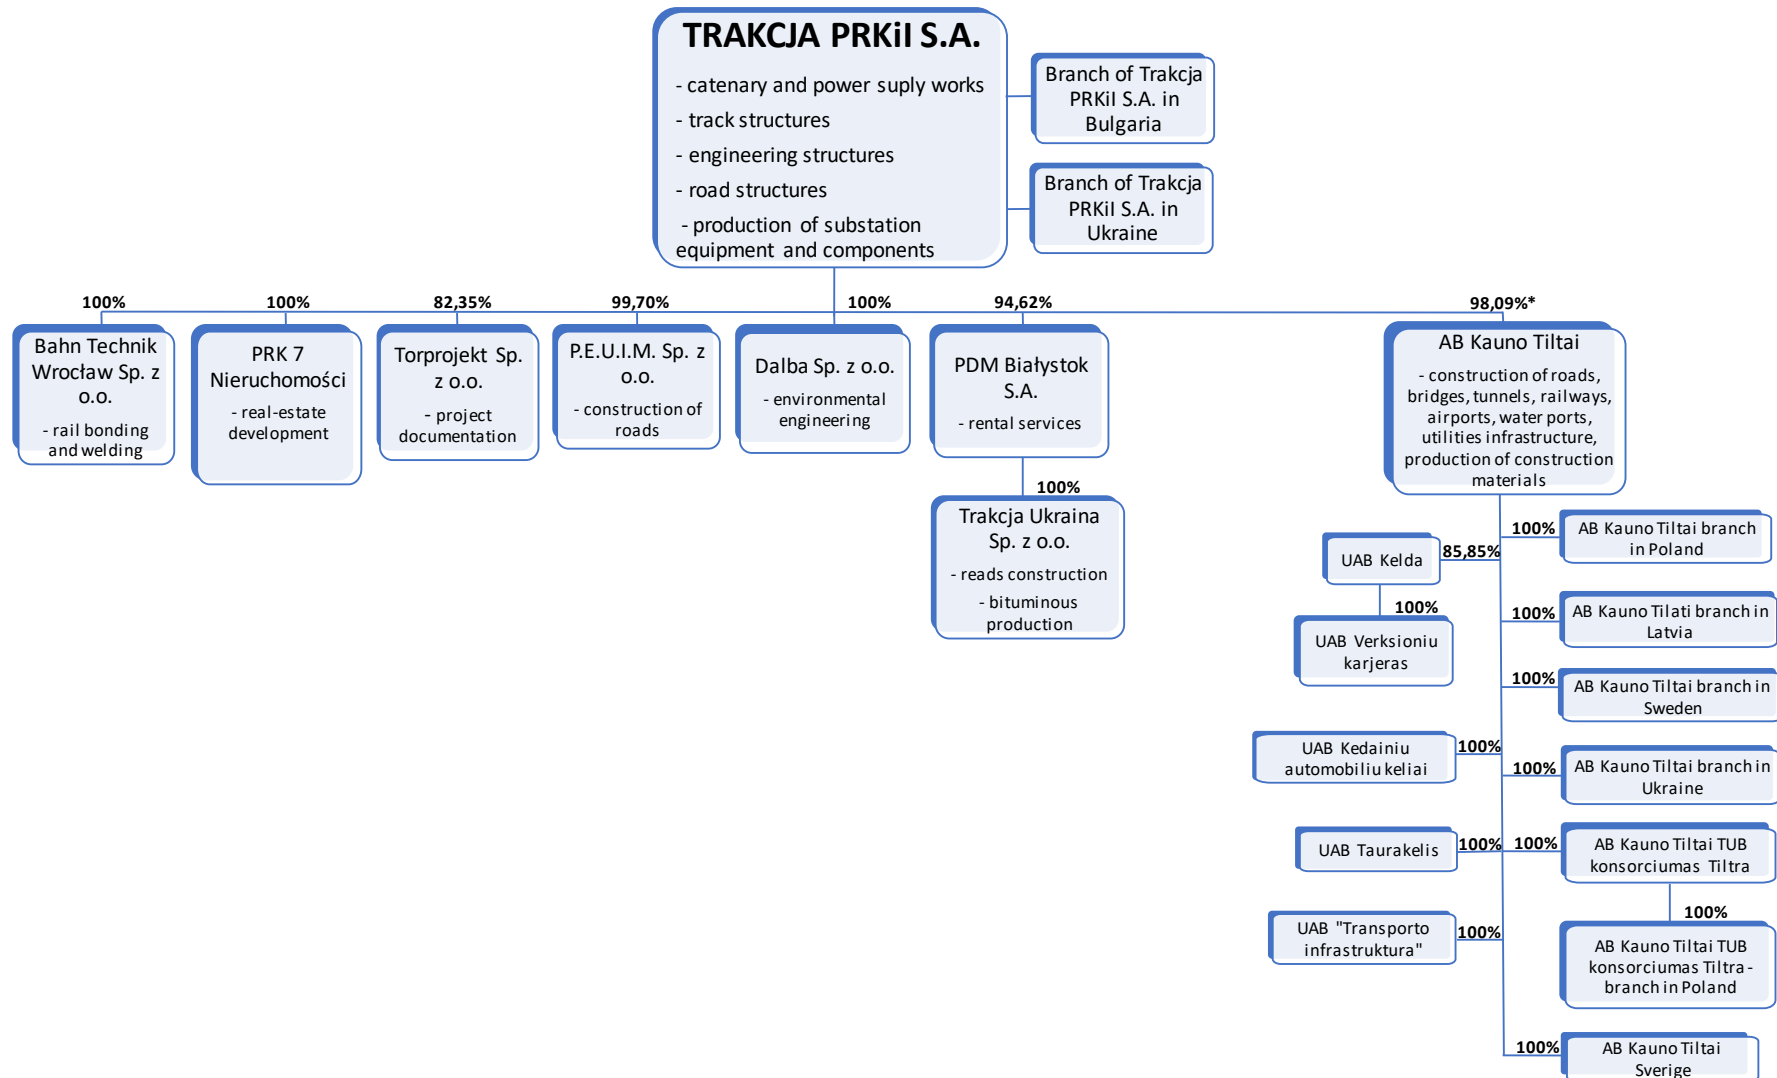 TRAKCJA PRKiI S.A.
- catenary and power suply works
- track structures
- engineering structures
- road structures
- production of substation
equipment and components
Branch of Trakcja
PRKiI S.A. in
Bulgaria
Branch of Trakcja
PRKiI S.A. in
Ukraine
100%
100%
82,35%
99,70%
100%
94,62%
98,09%*
Bahn Technik
Wrocław Sp. z
o.o.
- rail bonding
and welding
PRK 7
Nieruchomości
- real-estate
development
Torprojekt Sp.
z o.o.
- project
documentation
P.E.U.I.M. Sp. z
o.o.
- construction of
roads
Dalba Sp. z o.o.
- environmental
engineering
PDM Białystok
S.A.
- rental services
100%
Trakcja Ukraina
Sp. z o.o.
- reads construction
- bituminous
production
AB Kauno Tiltai
- construction of roads,
bridges, tunnels, railways,
airports, water ports,
utilities infrastructure,
production of construction
materials
UAB Kelda
85,85%
100%
UAB Verksioniu
karjeras
UAB Kedainiu
automobiliu keliai
100%
UAB Taurakelis
100%
UAB "Transporto
infrastruktura"
100%
100%
AB Kauno Tiltai branch
in Poland
100%
AB Kauno Tilati branch in
Latvia
100%
AB Kauno Tiltai branch in
Sweden
100%
AB Kauno Tiltai branch in
Ukraine
100%
AB Kauno Tiltai TUB
konsorciumas Tiltra
100%
AB Kauno Tiltai TUB
konsorciumas Tiltra -
branch in Poland
100%
AB Kauno Tiltai
Sverige